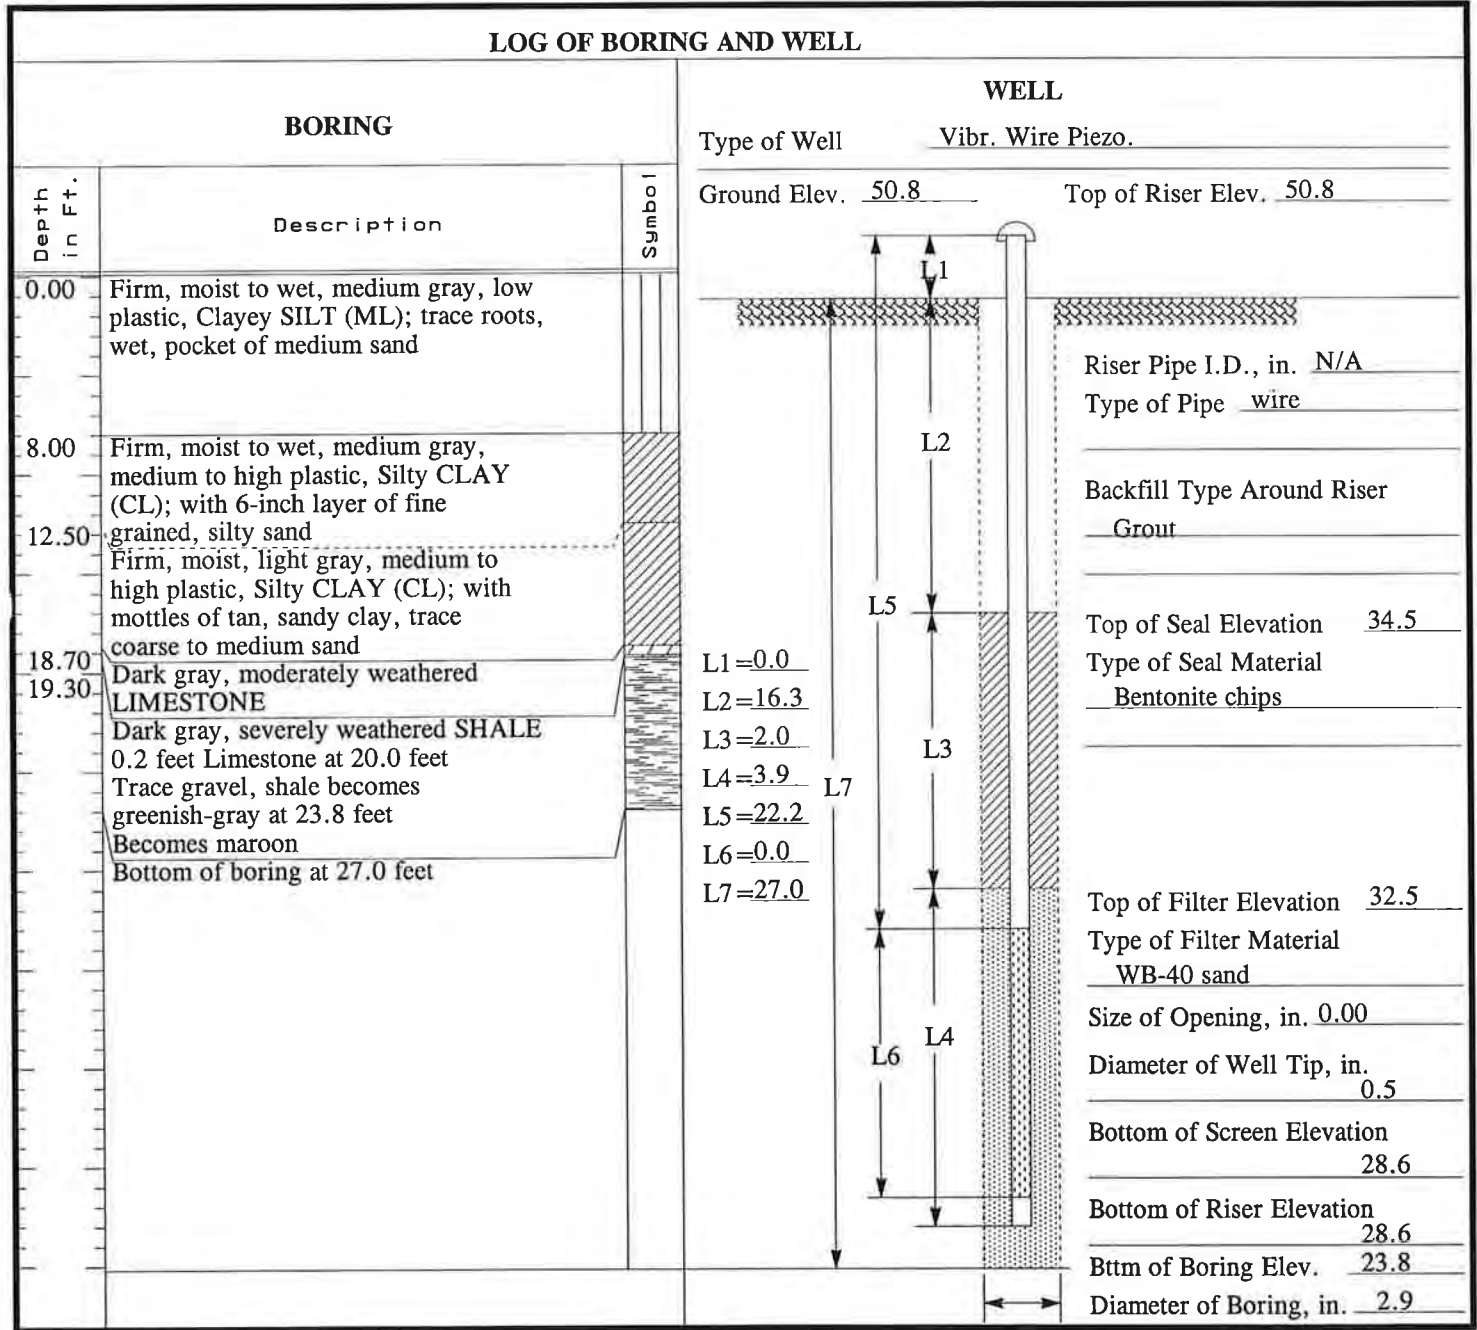 LOG OF BORING AND WELL
BORING
Depth
in Ft.
Description
Symbol
0.00
Firm, moist to wet, medium gray, low
plastic, Clayey SILT (ML); trace roots,
wet, pocket of medium sand
8.00
Firm, moist to wet, medium gray,
medium to high plastic, Silty CLAY
(CL); with 6-inch layer of fine
grained, silty sand
12.50
Firm, moist, light gray, medium to
high plastic, Silty CLAY (CL); with
mottles of tan, sandy clay, trace
coarse to medium sand
18.70
Dark gray, moderately weathered
LIMESTONE
19.30
Dark gray, severely weathered SHALE
0.2 feet Limestone at 20.0 feet
Trace gravel, shale becomes
greenish-gray at 23.8 feet
Becomes maroon
Bottom of boring at 27.0 feet
WELL
Type of Well Vibr. Wire Piezo.
Ground Elev. 50.8 Top of Riser Elev. 50.8
L1
L2
L5
L3
L7
L4
L6
L1=0.0
L2=16.3
L3=2.0
L4=3.9
L5=22.2
L6=0.0
L7=27.0
Riser Pipe I.D., in. N/A
Type of Pipe wire
Backfill Type Around Riser
Grout
Top of Seal Elevation 34.5
Type of Seal Material
Bentonite chips
Top of Filter Elevation 32.5
Type of Filter Material
WB-40 sand
Size of Opening, in. 0.00
Diameter of Well Tip, in.
0.5
Bottom of Screen Elevation
28.6
Bottom of Riser Elevation
28.6
Bttm of Boring Elev. 23.8
Diameter of Boring, in. 2.9